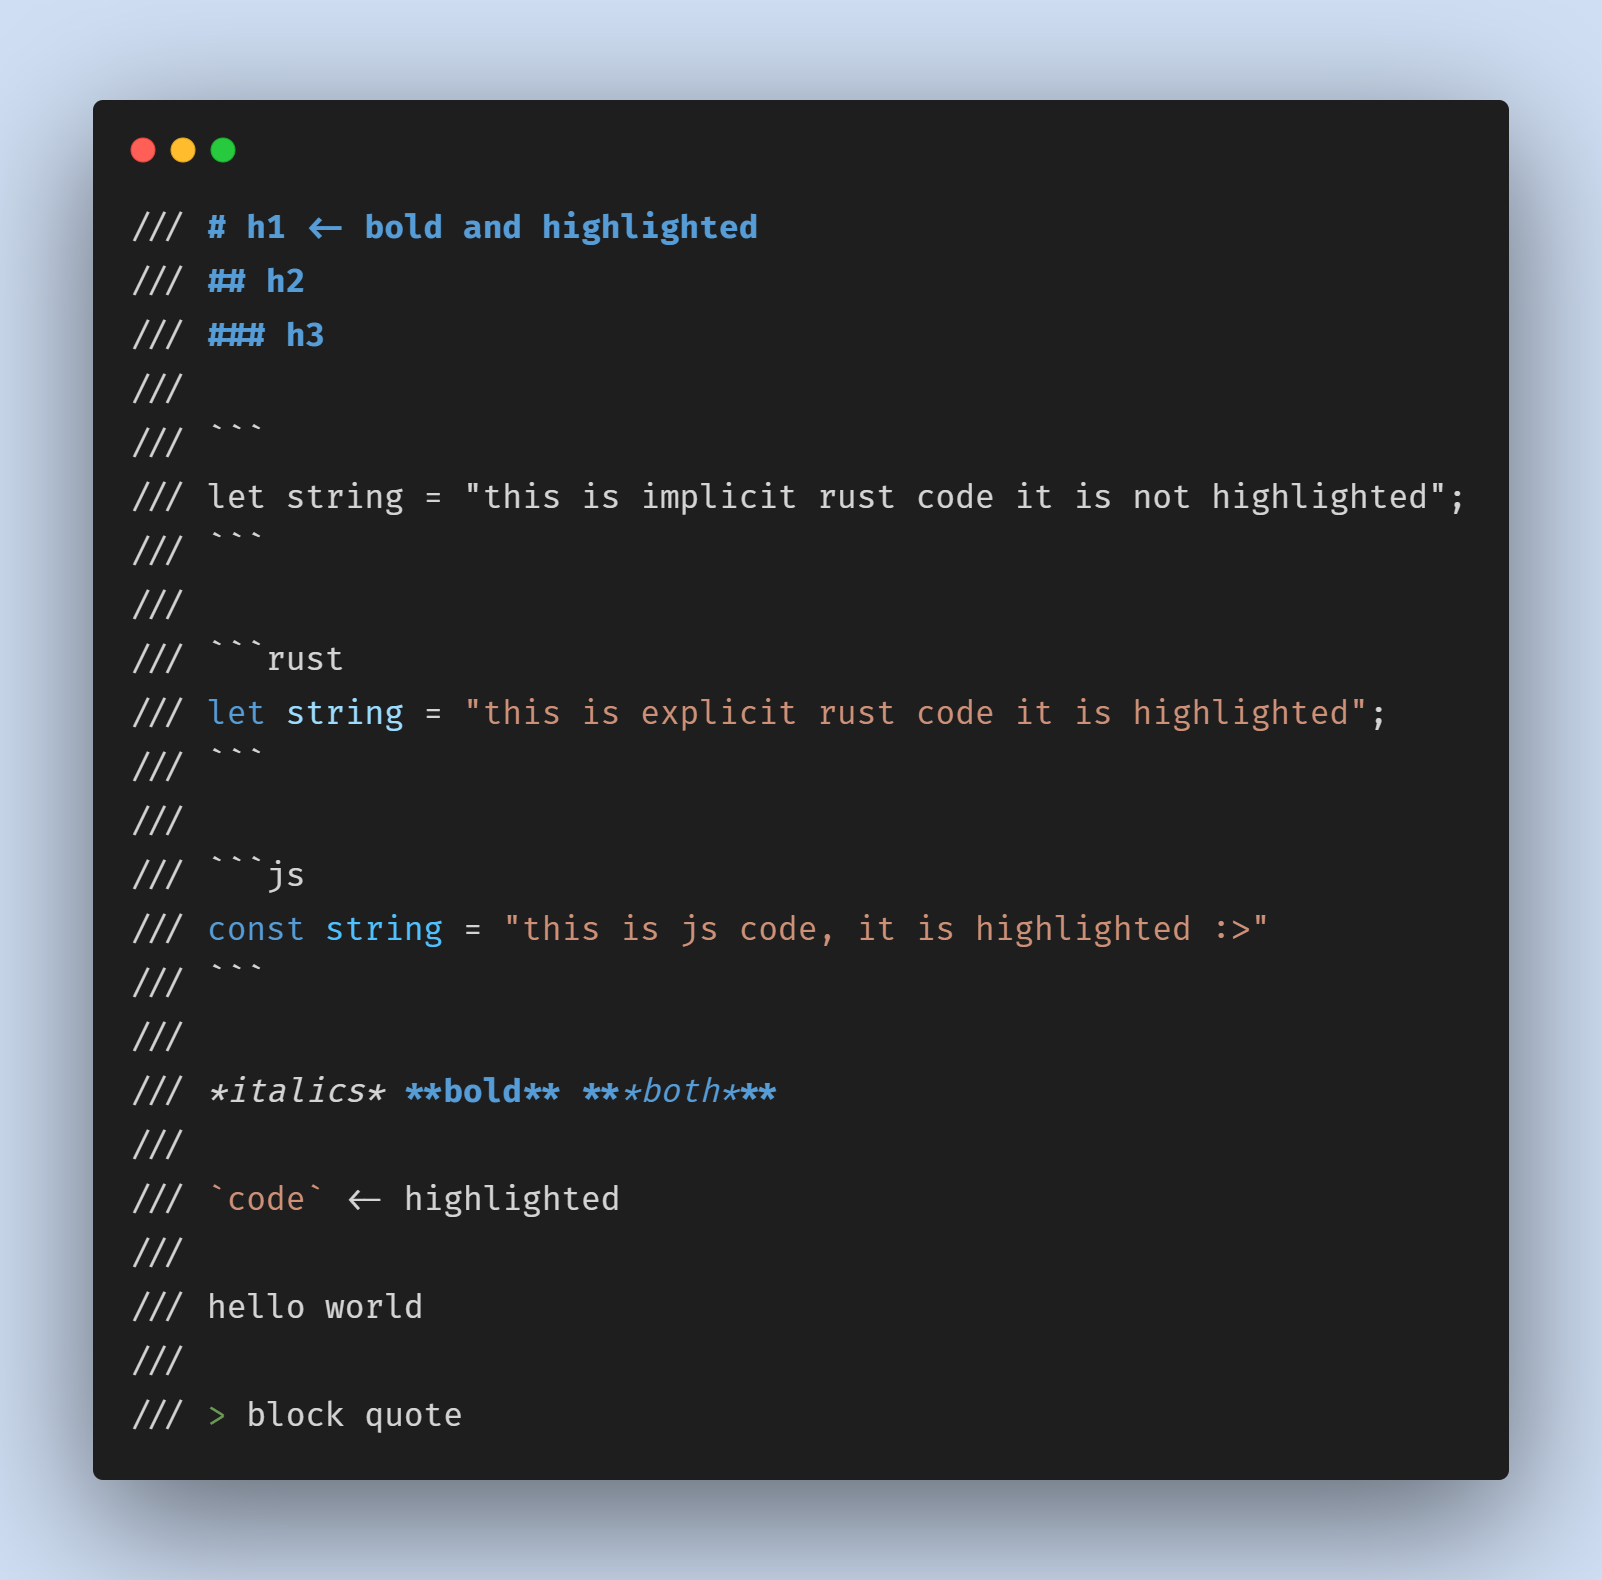 /// # h1 <- bold and highlighted
/// ## h2
/// ### h3
///
/// ```
/// let string = "this is implicit rust code it is not highlighted";
/// ```
///
/// ```rust
/// let string = "this is explicit rust code it is highlighted";
/// ```
///
/// ```js
/// const string = "this is js code, it is highlighted :>"
/// ```
///
/// *italics* **bold** ***both***
///
/// `code` <- highlighted
///
/// hello world
///
/// > block quote